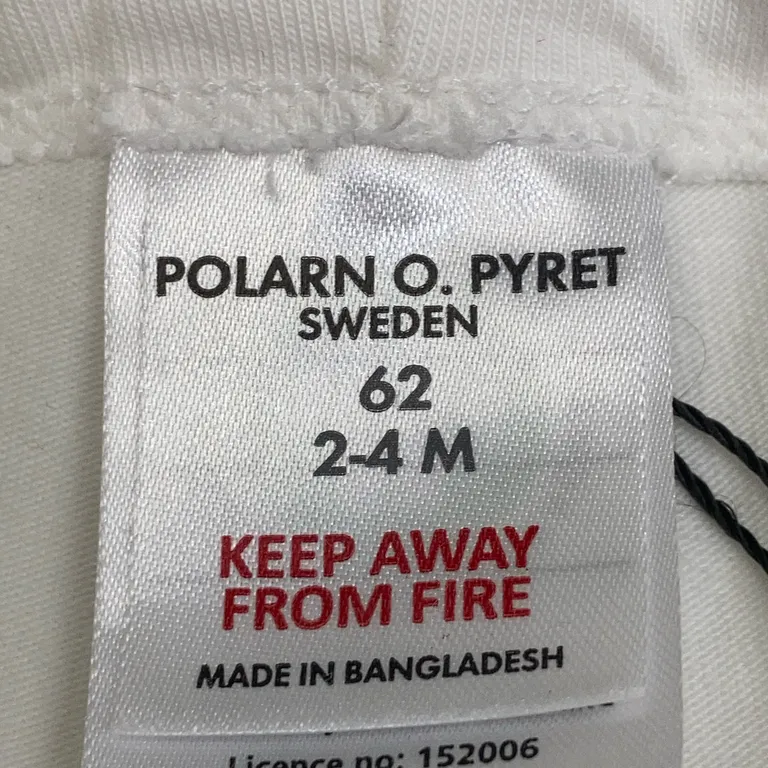 POLARN O. PYRET
SWEDEN
62
2-4 M
KEEP AWAY
FROM FIRE
MADE IN BANGLADESH
Licence no: 152006